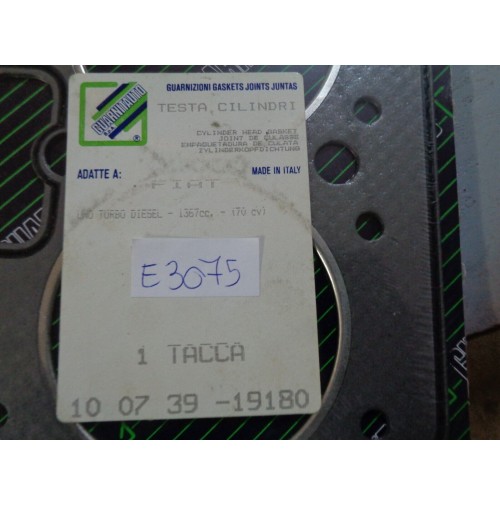 GUARNIZIONI GASKETS JOINTS JUNTAS
GUARNITAUTO
TESTA CILINDRI
CYLINDER HEAD GASKET
JOINT DE CULASSE
EMPAQUETADURA DE CULATA
ZYLINDERKOPFDICHTUNG
ADATTE A:
MADE IN ITALY
FIAT
UNO TURBO DIESEL - 1367cc. - (70 cv)
E3075
1 TACCA
10 07 39 -19180